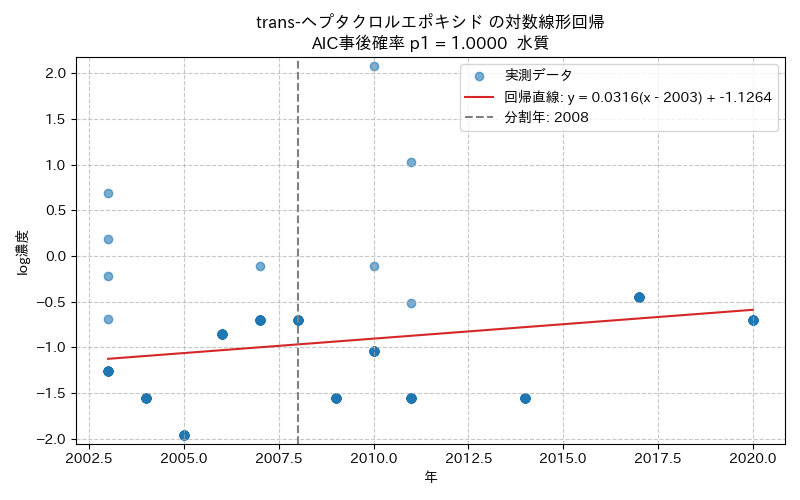 trans-ヘプタクロルエポキシド の対数線形回帰
AIC事後確率 p1 = 1.0000 水質
実測データ
回帰直線: y = 0.0316(x - 2003) + -1.1264
分割年: 2008
log濃度
2.0
1.5
1.0
0.5
0.0
−0.5
−1.0
−1.5
−2.0
2002.5 2005.0 2007.5 2010.0 2012.5 2015.0 2017.5 2020.0
年